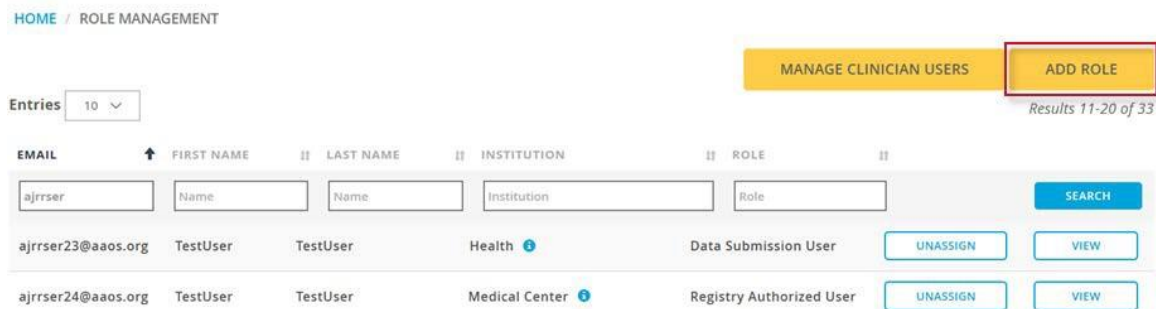 HOME / ROLE MANAGEMENT
MANAGE CLINICIAN USERS ADD ROLE
Entries 10
Results 11-20 of 33
EMAIL FIRST NAME LAST NAME INSTITUTION ROLE
ajrrser Name Name Institution Role SEARCH
ajrrser23@aaos.org TestUser TestUser Health Data Submission User UNASSIGN VIEW
ajrrser24@aaos.org TestUser TestUser Medical Center Registry Authorized User UNASSIGN VIEW